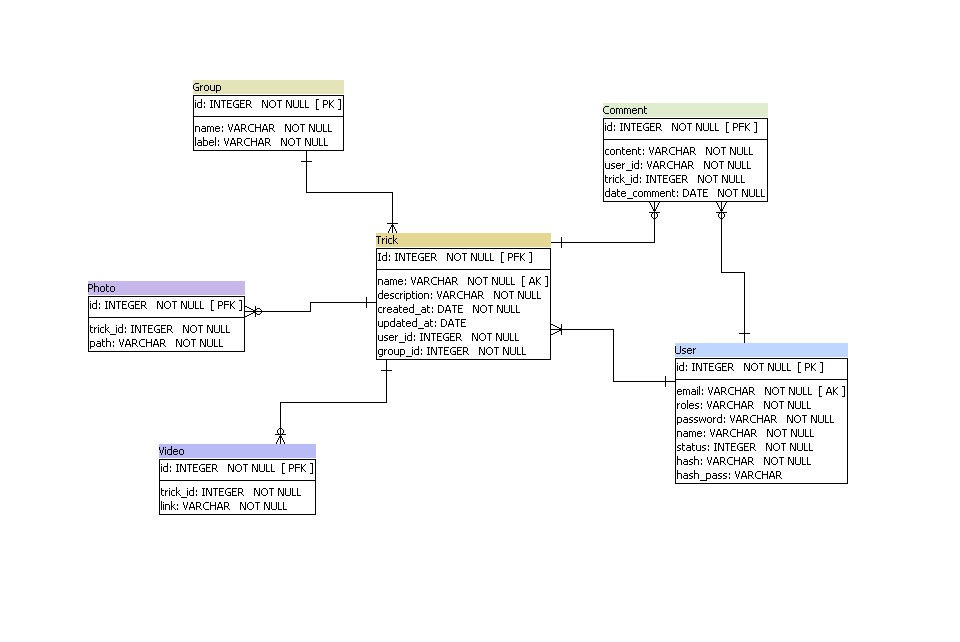 Group
id: INTEGER NOT NULL [ PK ]
name: VARCHAR NOT NULL
label: VARCHAR NOT NULL
Comment
id: INTEGER NOT NULL [ PFK ]
content: VARCHAR NOT NULL
user_id: VARCHAR NOT NULL
trick_id: INTEGER NOT NULL
date_comment: DATE NOT NULL
Trick
Id: INTEGER NOT NULL [ PFK ]
name: VARCHAR NOT NULL [ AK ]
description: VARCHAR NOT NULL
created_at: DATE NOT NULL
updated_at: DATE
user_id: INTEGER NOT NULL
group_id: INTEGER NOT NULL
Photo
id: INTEGER NOT NULL [ PFK ]
trick_id: INTEGER NOT NULL
path: VARCHAR NOT NULL
User
id: INTEGER NOT NULL [ PK ]
email: VARCHAR NOT NULL [ AK ]
roles: VARCHAR NOT NULL
password: VARCHAR NOT NULL
name: VARCHAR NOT NULL
status: INTEGER NOT NULL
hash: VARCHAR NOT NULL
hash_pass: VARCHAR
Video
id: INTEGER NOT NULL [ PFK ]
trick_id: INTEGER NOT NULL
link: VARCHAR NOT NULL